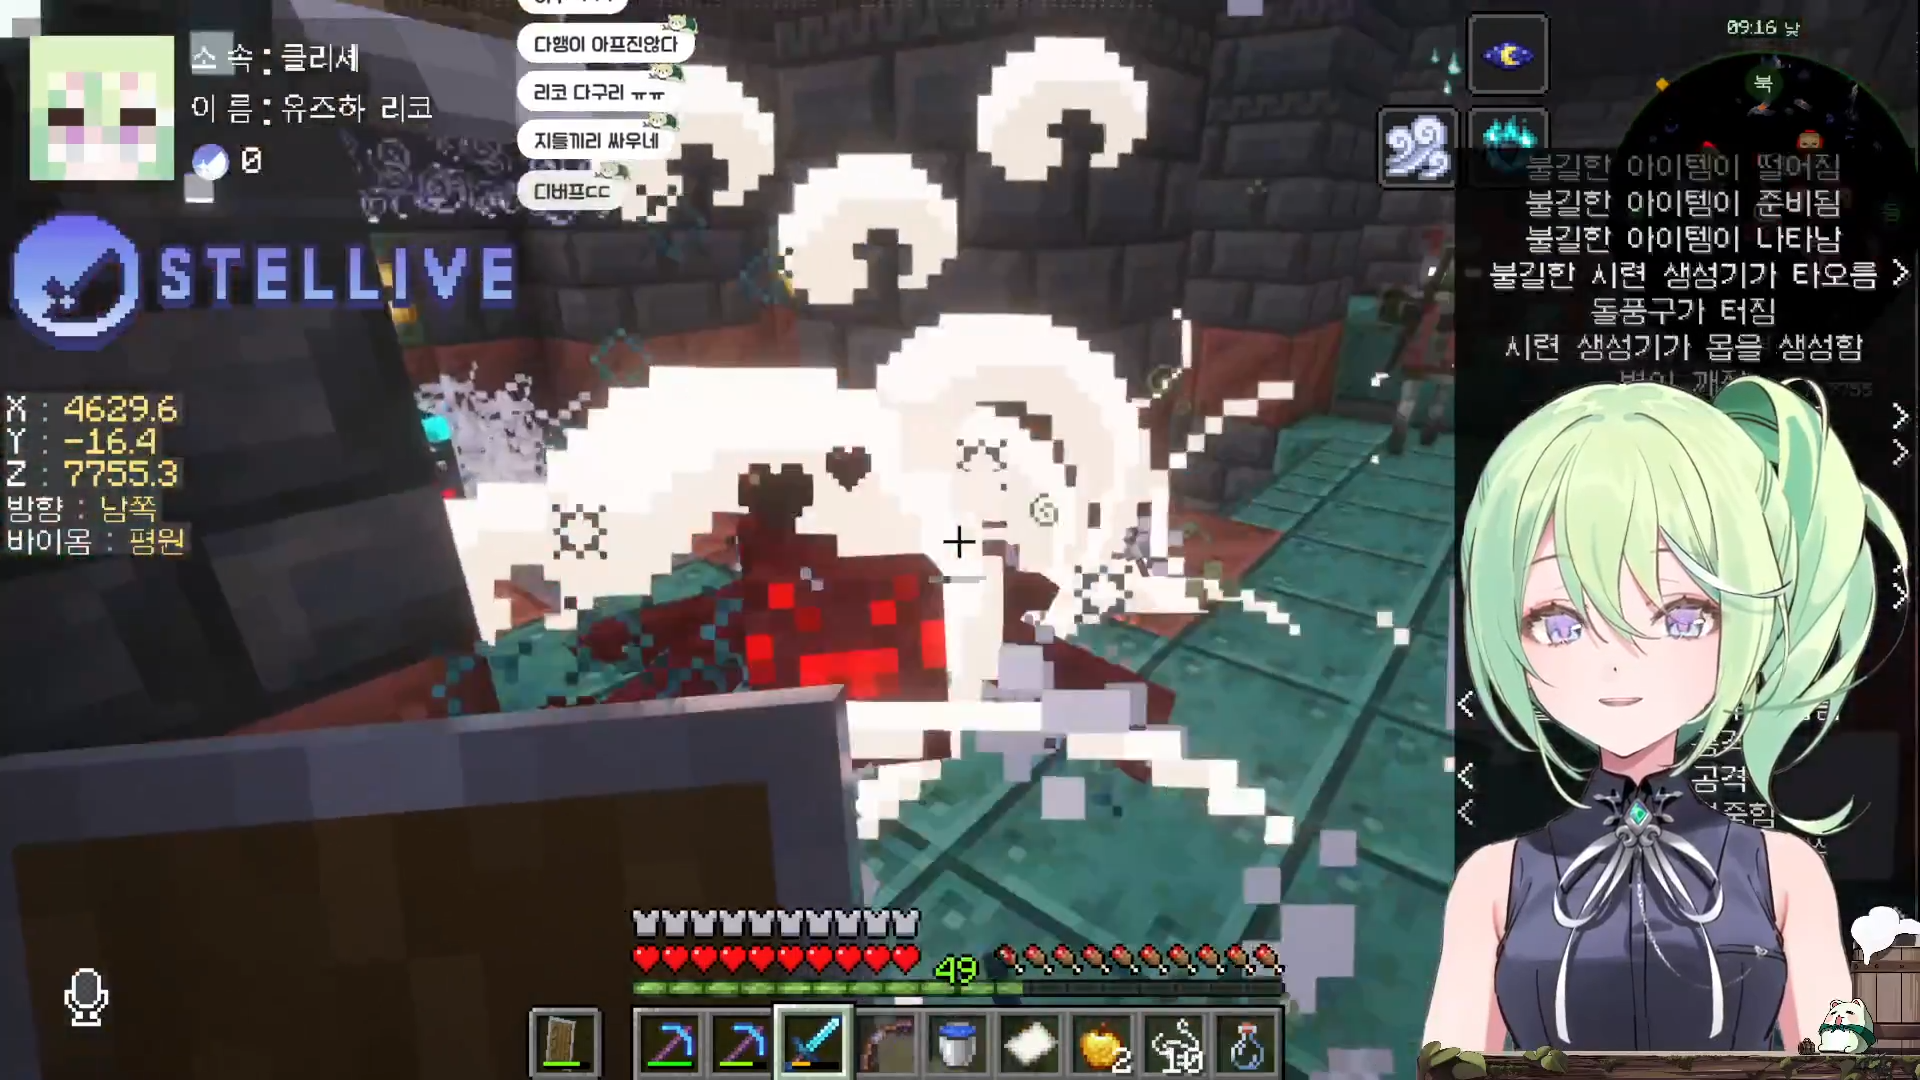 소 속 : 클리셰
이 름 : 유즈하 리코
0
STELLIVE
X : 4629.6
Y : -16.4
Z : 7755.3
방향 : 남쪽
바이옴 : 평원
다행이 아프진않다
리코 다구리 ㅠㅠ
지들끼리 싸우네
디버프ㄷㄷ
09:16 낮
북
불길한 아이템이 떨어짐
불길한 아이템이 준비됨
불길한 아이템이 나타남
불길한 시련 생성기가 타오름 >
돌풍구가 터짐
시련 생성기가 몹을 생성함
공격
49
2
10